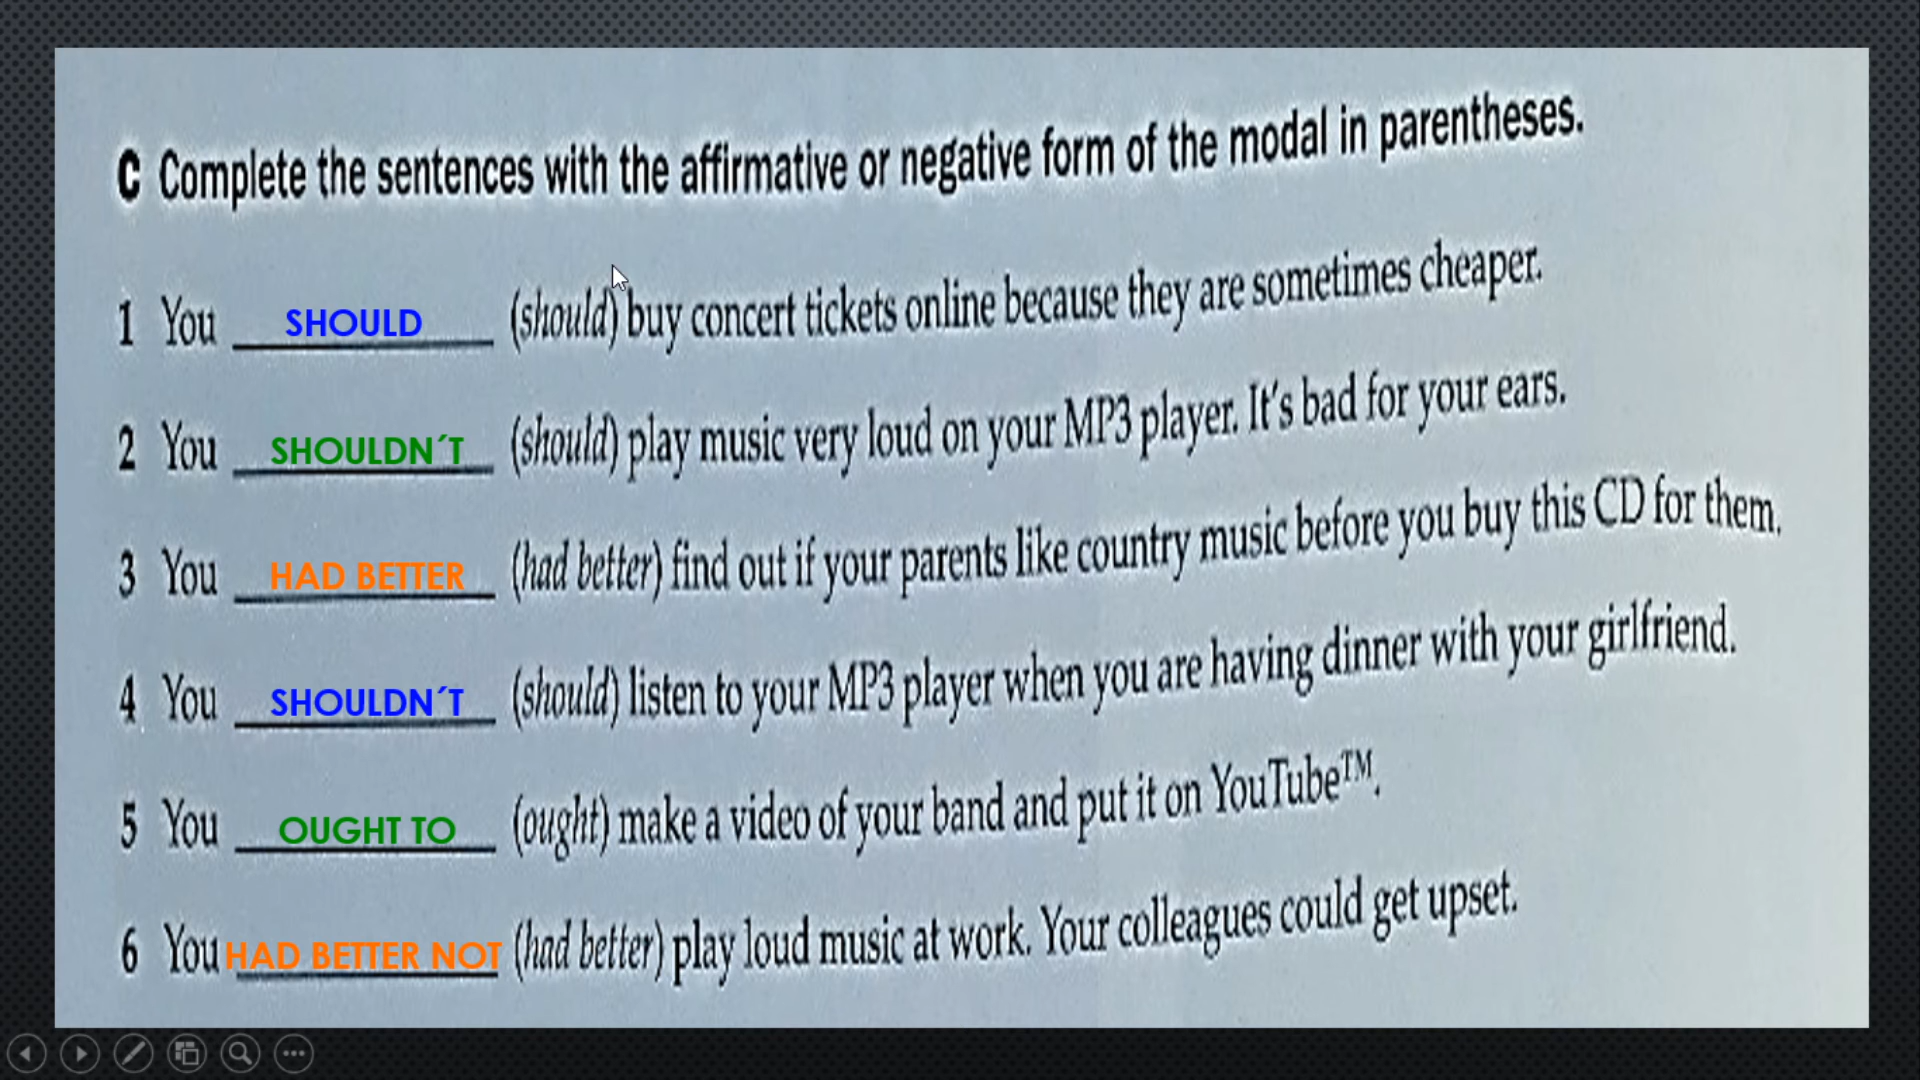 C Complete the sentences with the affirmative or negative form of the modal in parentheses.
1 You SHOULD (should) buy concert tickets online because they are sometimes cheaper.
2 You SHOULDN´T (should) play music very loud on your MP3 player. It's bad for your ears.
3 You HAD BETTER (had better) find out if your parents like country music before you buy this CD for them.
4 You SHOULDN´T (should) listen to your MP3 player when you are having dinner with your girlfriend.
5 You OUGHT TO (ought) make a video of your band and put it on YouTube™.
6 You HAD BETTER NOT (had better) play loud music at work. Your colleagues could get upset.